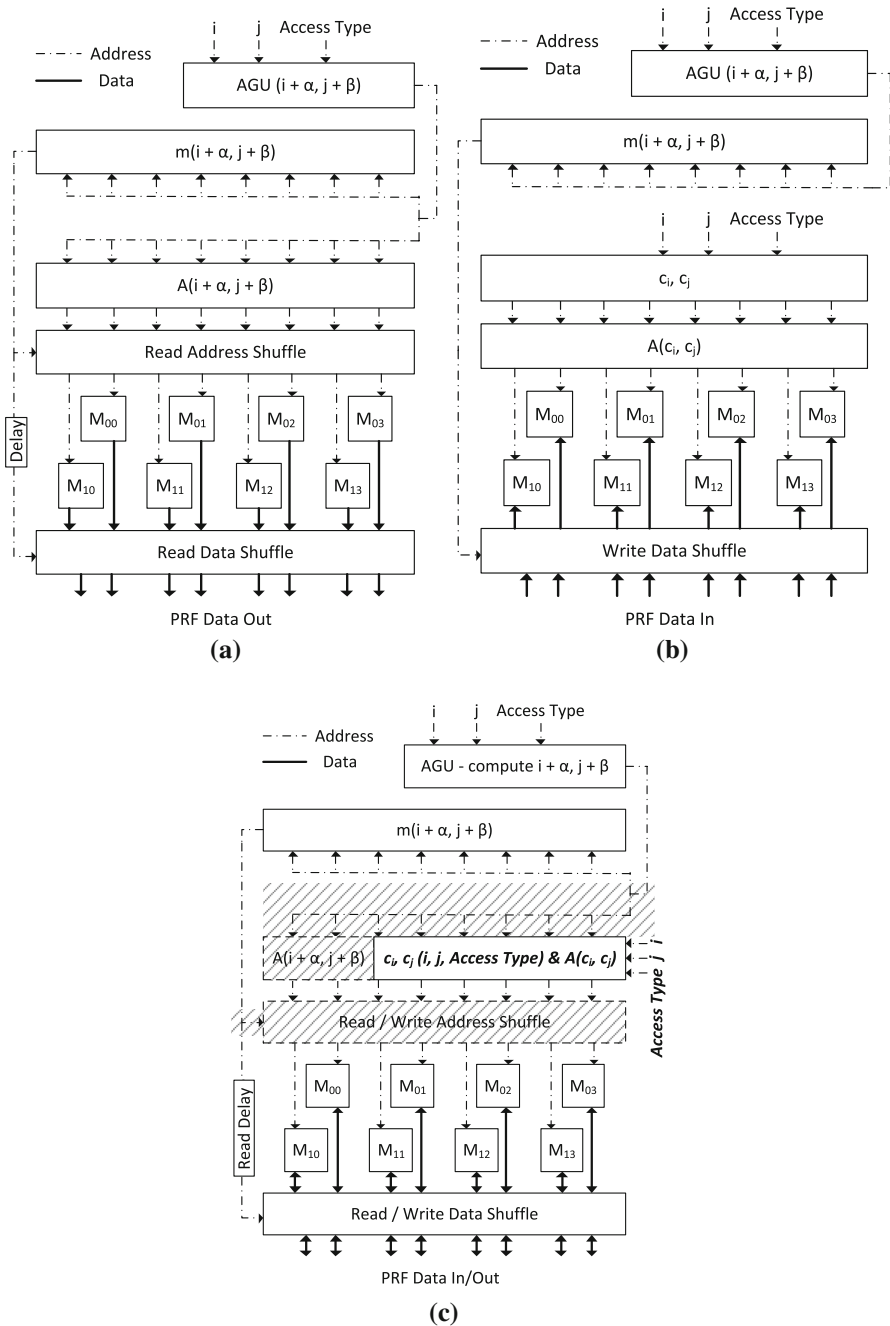 i j Access Type
Address
Data
AGU (i + α, j + β)
m(i + α, j + β)
A(i + α, j + β)
Read Address Shuffle
Delay
M₀₀ M₀₁ M₀₂ M₀₃
M₁₀ M₁₁ M₁₂ M₁₃
Read Data Shuffle
PRF Data Out
(a)
i j Access Type
Address
Data
AGU (i + α, j + β)
m(i + α, j + β)
i j Access Type
cᵢ, cⱼ
A(cᵢ, cⱼ)
M₀₀ M₀₁ M₀₂ M₀₃
M₁₀ M₁₁ M₁₂ M₁₃
Write Data Shuffle
PRF Data In
(b)
i j Access Type
Address
Data
AGU - compute i + α, j + β
m(i + α, j + β)
A(i + α, j + β) cᵢ, cⱼ (i, j, Access Type) & A(cᵢ, cⱼ)
i
j
Access Type
Read / Write Address Shuffle
Read Delay
M₀₀ M₀₁ M₀₂ M₀₃
M₁₀ M₁₁ M₁₂ M₁₃
Read / Write Data Shuffle
PRF Data In/Out
(c)